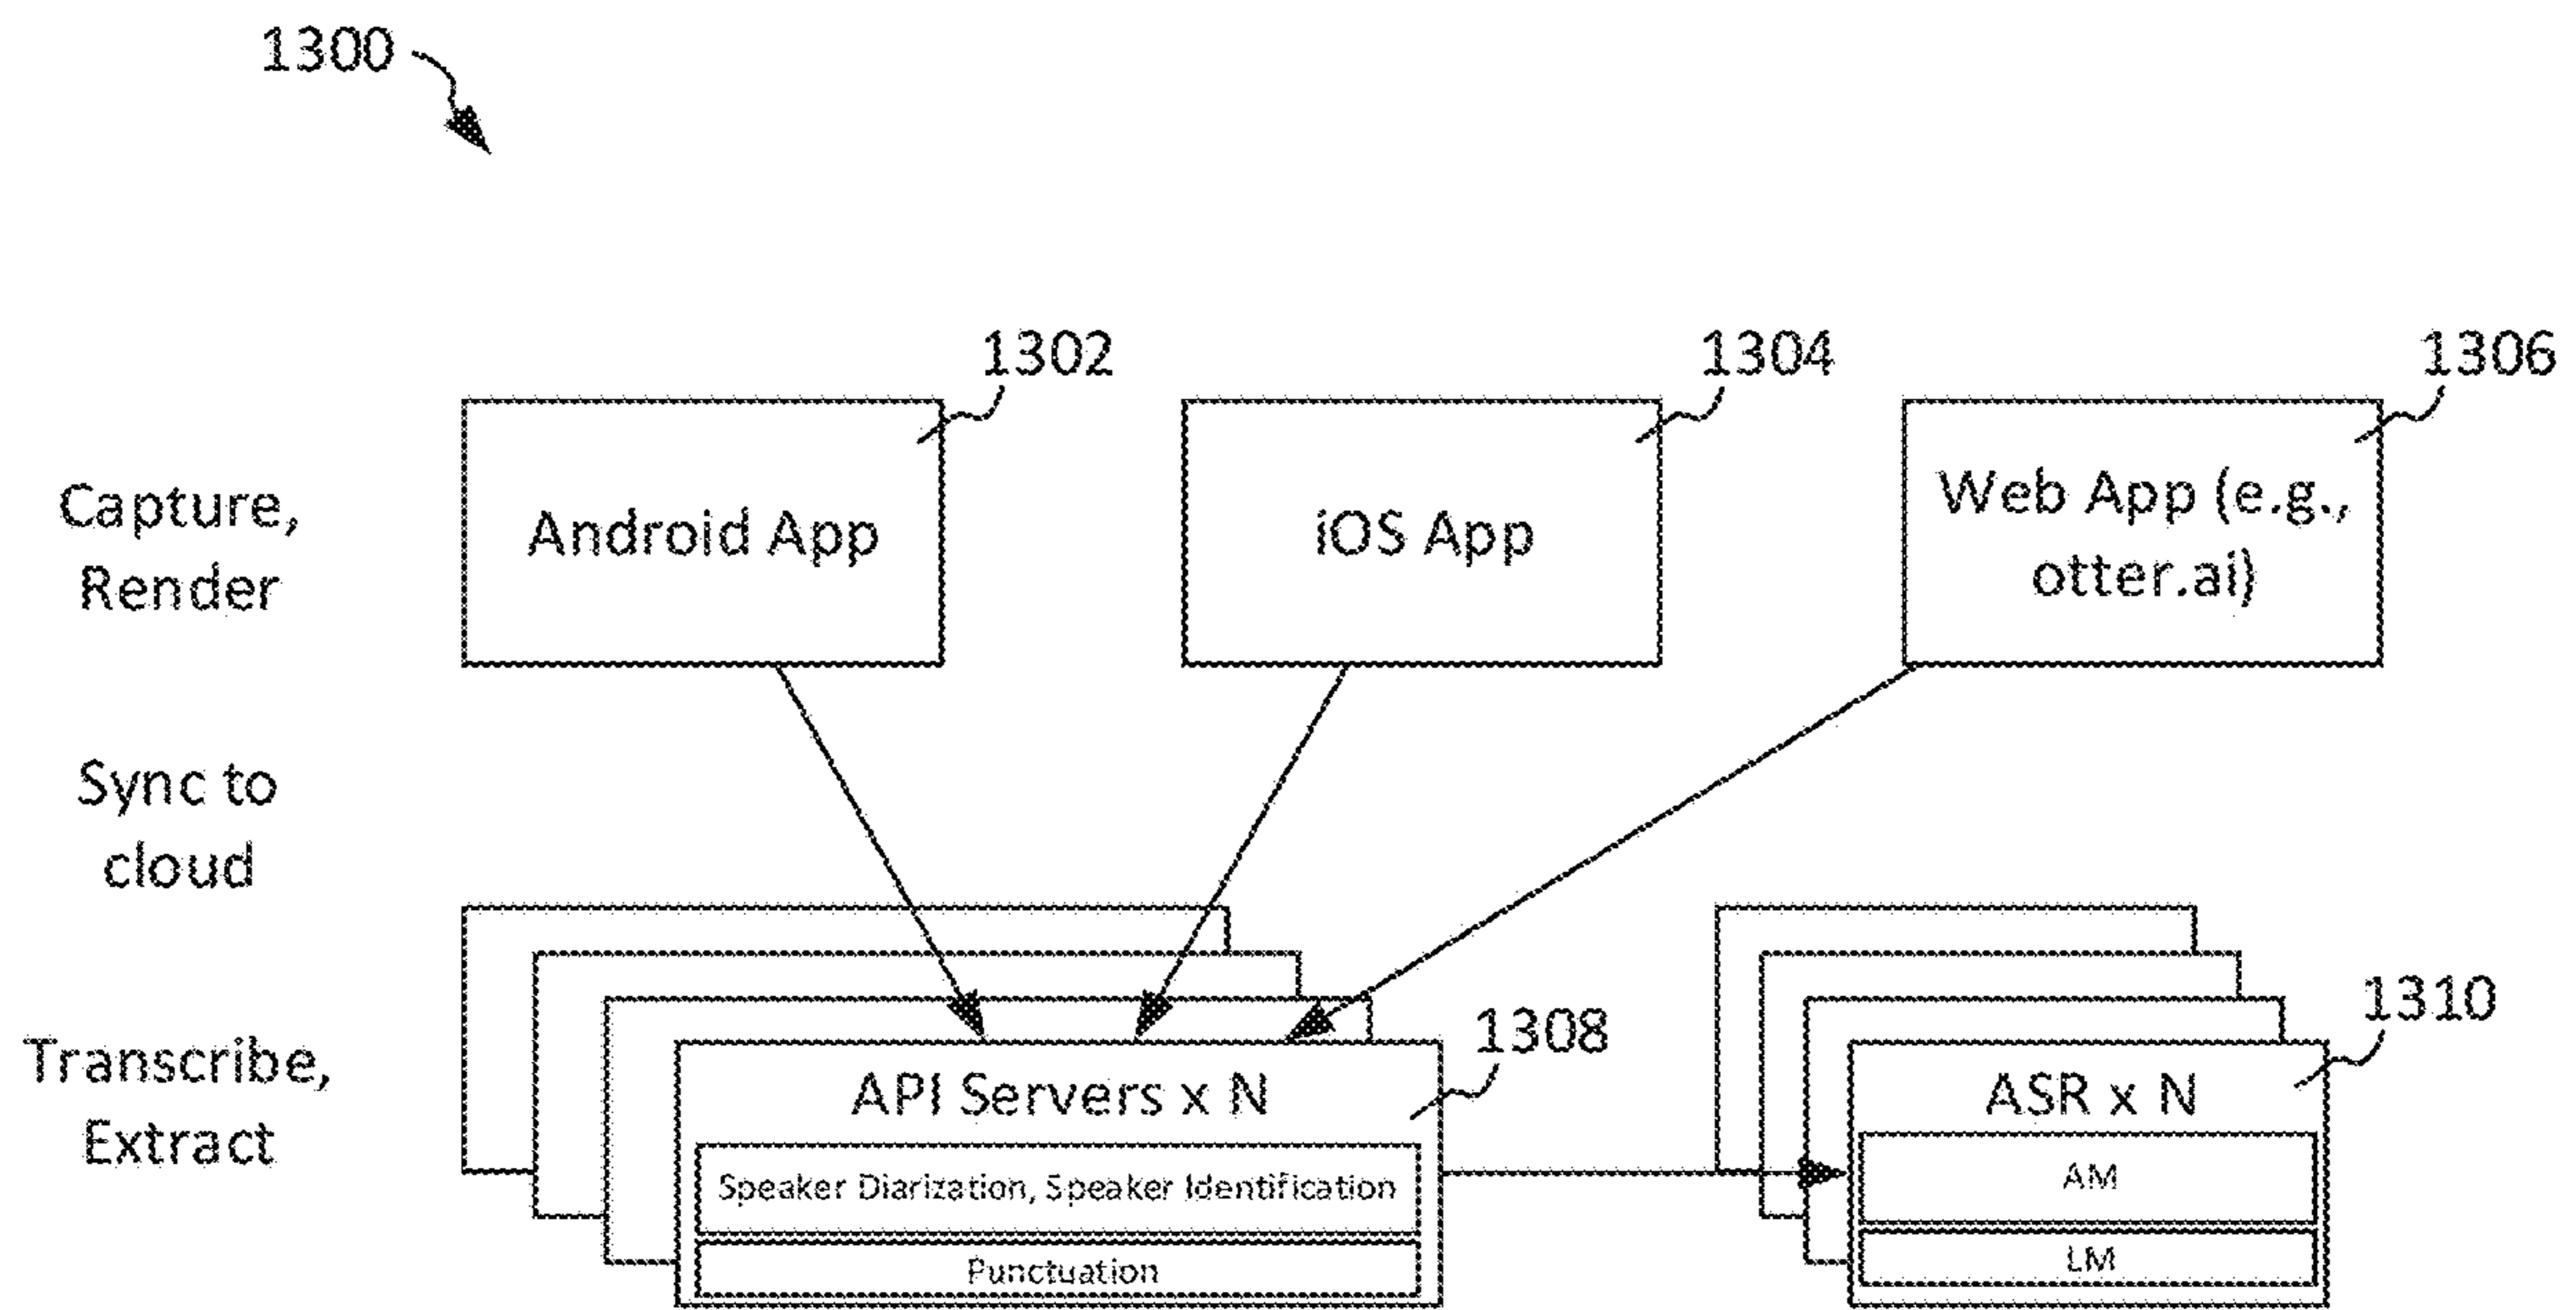 1300
1302
1304
1306
Capture,
Render
Android App
iOS App
Web App (e.g.,
otter.ai)
Sync to
cloud
Transcribe,
Extract
1308
API Servers x N
Speaker Diarization, Speaker Identification
Punctuation
1310
ASR x N
AM
LM